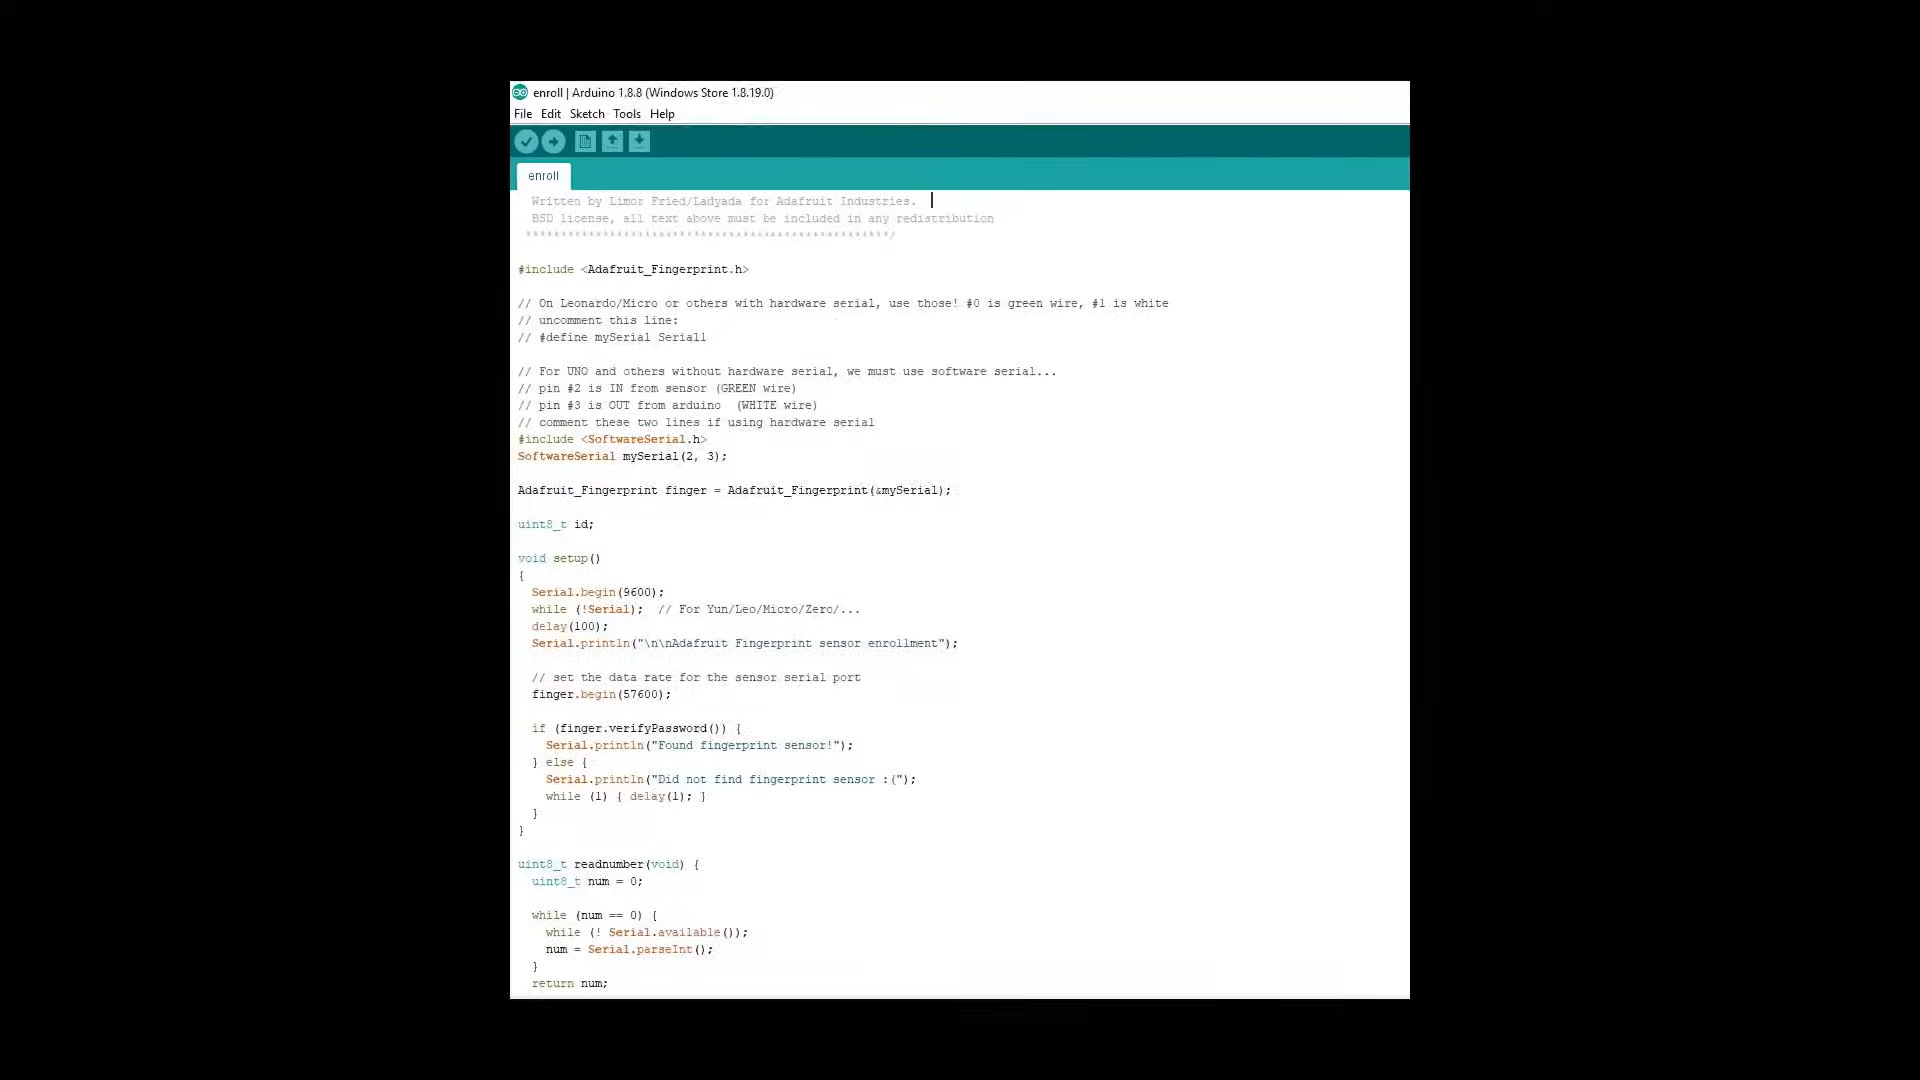 enroll | Arduino 1.8.8 (Windows Store 1.8.19.0)
File Edit Sketch Tools Help
enroll
Written by Limor Fried/Ladyada for Adafruit Industries.
BSD license, all text above must be included in any redistribution
****************************************************/
#include <Adafruit_Fingerprint.h>
// On Leonardo/Micro or others with hardware serial, use those! #0 is green wire, #1 is white
// uncomment this line:
// #define mySerial Serial1
// For UNO and others without hardware serial, we must use software serial...
// pin #2 is IN from sensor (GREEN wire)
// pin #3 is OUT from arduino  (WHITE wire)
// comment these two lines if using hardware serial
#include <SoftwareSerial.h>
SoftwareSerial mySerial(2, 3);
Adafruit_Fingerprint finger = Adafruit_Fingerprint(&mySerial);
uint8_t id;
void setup()
{
Serial.begin(9600);
while (!Serial);  // For Yun/Leo/Micro/Zero/...
delay(100);
Serial.println("\n\nAdafruit Fingerprint sensor enrollment");
// set the data rate for the sensor serial port
finger.begin(57600);
if (finger.verifyPassword()) {
Serial.println("Found fingerprint sensor!");
} else {
Serial.println("Did not find fingerprint sensor :(");
while (1) { delay(1); }
}
}
uint8_t readnumber(void) {
uint8_t num = 0;
while (num == 0) {
while (! Serial.available());
num = Serial.parseInt();
}
return num;